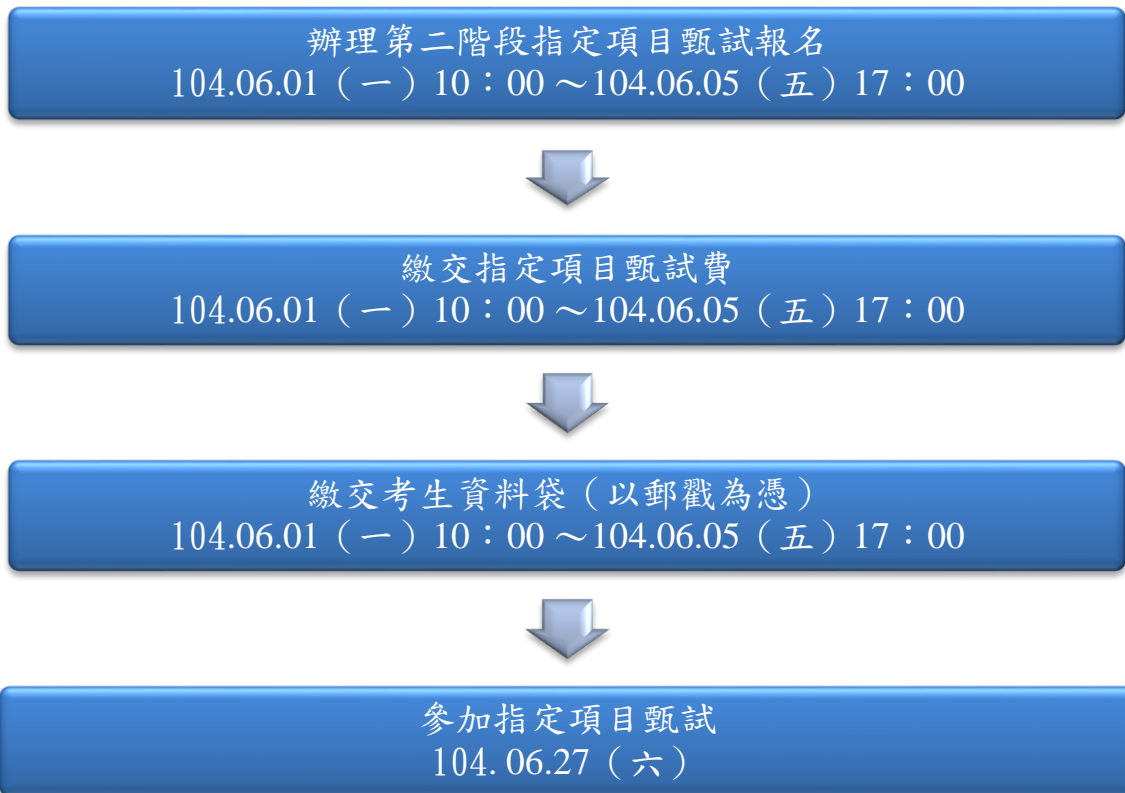 辦理第二階段指定項目甄試報名
104.06.01（一）10：00～104.06.05（五）17：00
繳交指定項目甄試費
104.06.01（一）10：00～104.06.05（五）17：00
繳交考生資料袋（以郵戳為憑）
104.06.01（一）10：00～104.06.05（五）17：00
參加指定項目甄試
104. 06.27（六）